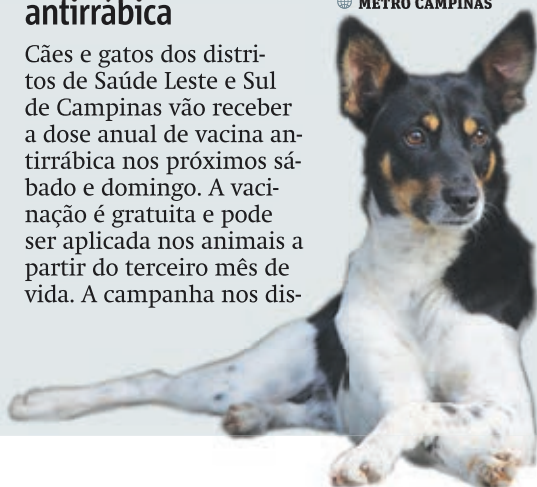 antirrábica
METRO CAMPINAS
Cães e gatos dos distri-
tos de Saúde Leste e Sul
de Campinas vão receber
a dose anual de vacina an-
tirrábica nos próximos sá-
bado e domingo. A vaci-
nação é gratuita e pode
ser aplicada nos animais a
partir do terceiro mês de
vida. A campanha nos dis-